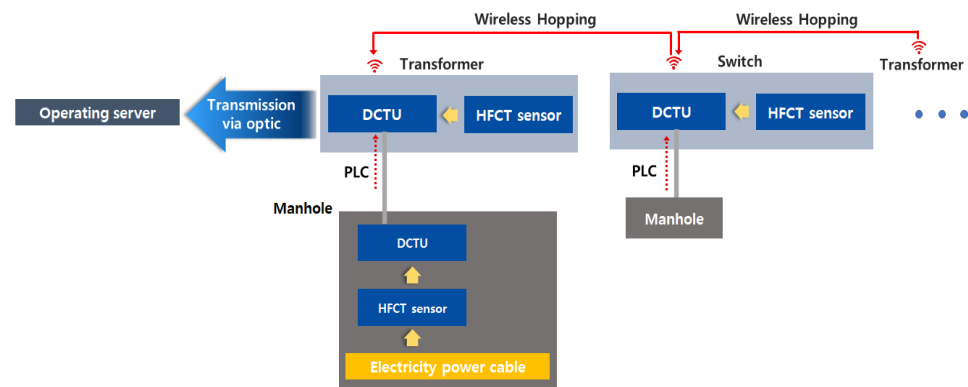 Wireless Hopping
Wireless Hopping
Transformer
Switch
Transformer
Operating server
Transmission
via optic
DCTU
HFCT sensor
DCTU
HFCT sensor
PLC
PLC
Manhole
Manhole
DCTU
HFCT sensor
Electricity power cable